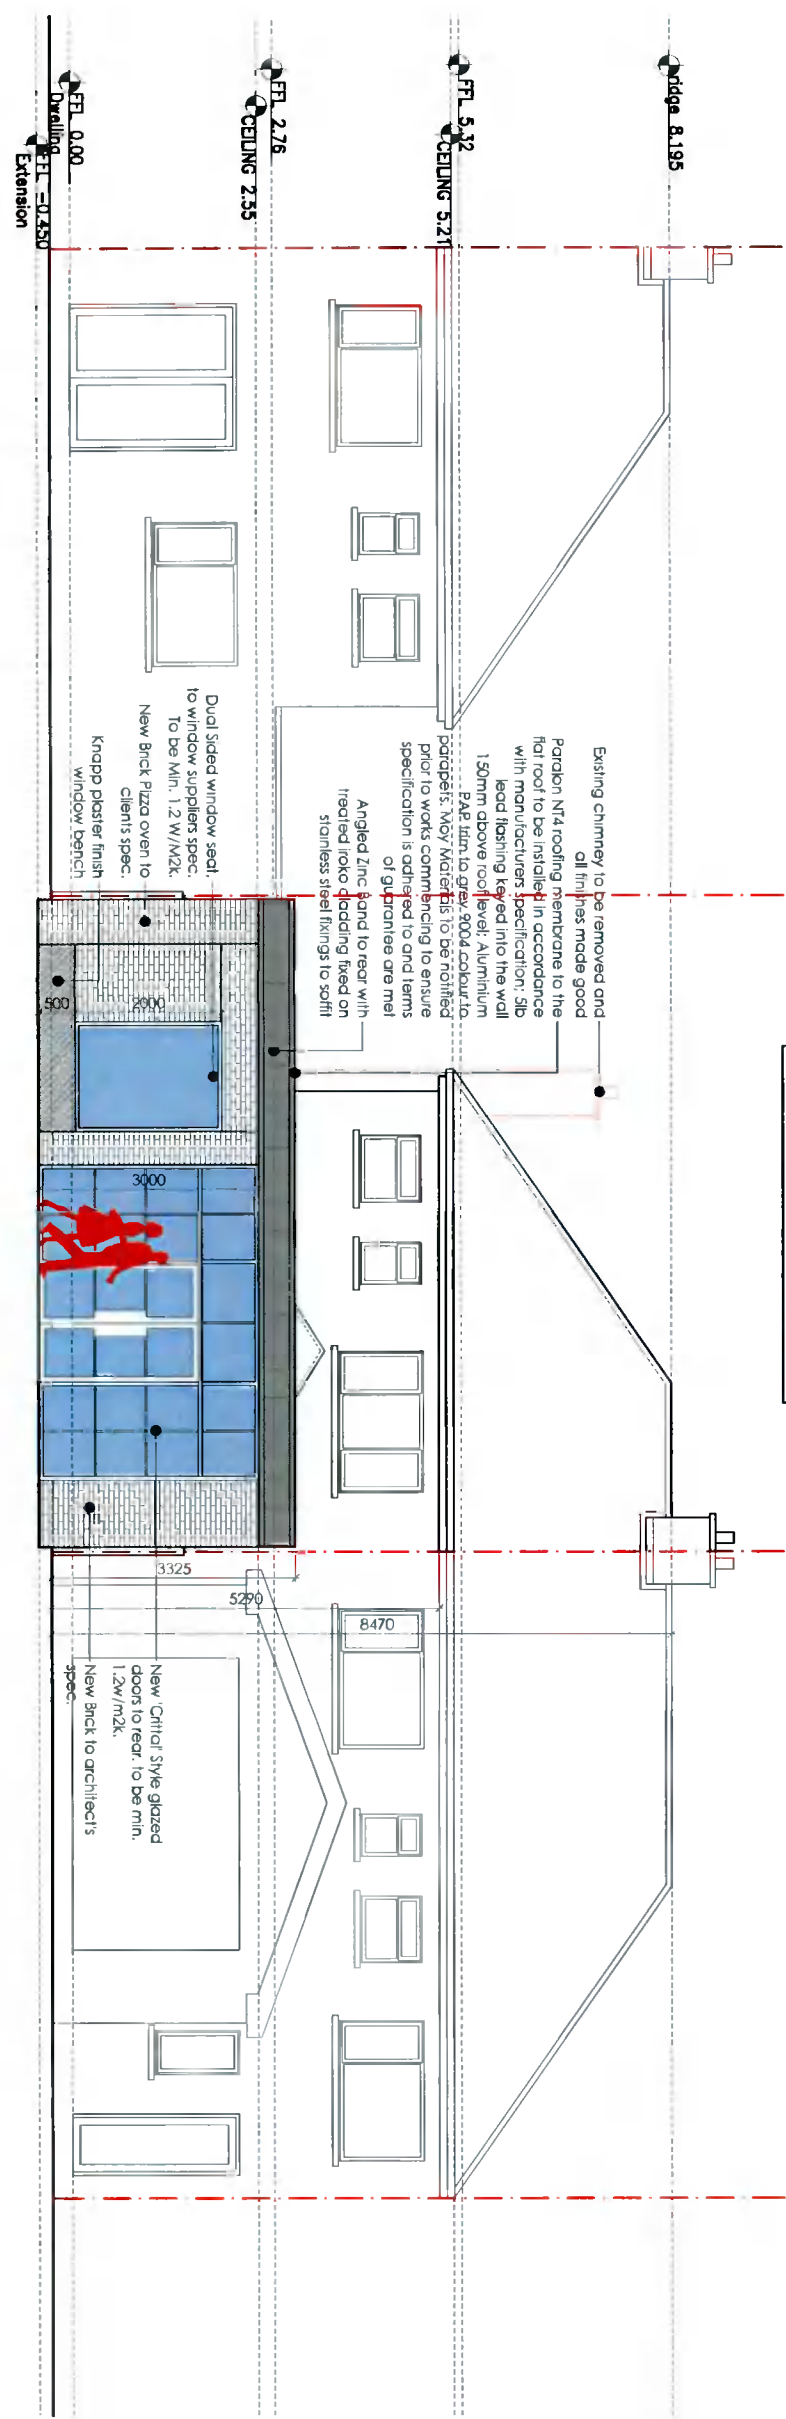 ridge 8.195
FFL 5.32
CEILING 5.21
FFL 2.76
CEILING 2.55
FFL 0.00
Dwelling
FFL -0.450
Extension
Existing chimney to be removed and
all finishes made good
Paralon NT4 roofing membrane to the
flat roof to be installed in accordance
with manufacturers specification; 5lb
lead flashing keyed into the wall
150mm above roof level; Aluminium
PAP trim to grey 9004 colour to
parapets. Moy Materials to be notified
prior to works commencing to ensure
specification is adhered to and terms
of guarantee are met
Angled Zinc Band to rear with
treated iroko cladding fixed on
stainless steel fixings to soffit
Dual Sided window seat.
to window suppliers spec.
To be Min. 1.2 W/M2k.
New Brick Pizza oven to
clients spec.
Knapp plaster finish
window bench
500
2000
3000
3325
5290
8470
New 'Crittal' Style glazed
doors to rear. to be min.
1.2w/m2k.
New Brick to architect's
spec.